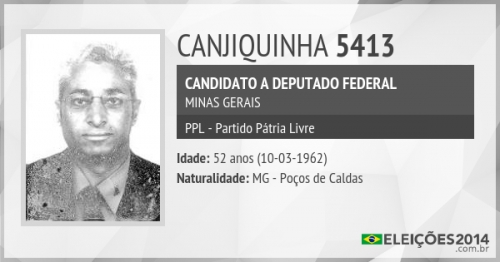 CANJIQUINHA 5413
CANDIDATO A DEPUTADO FEDERAL
MINAS GERAIS
PPL - Partido Pátria Livre
Idade: 52 anos (10-03-1962)
Naturalidade: MG - Poços de Caldas
ELEIÇÕES2014
.com.br